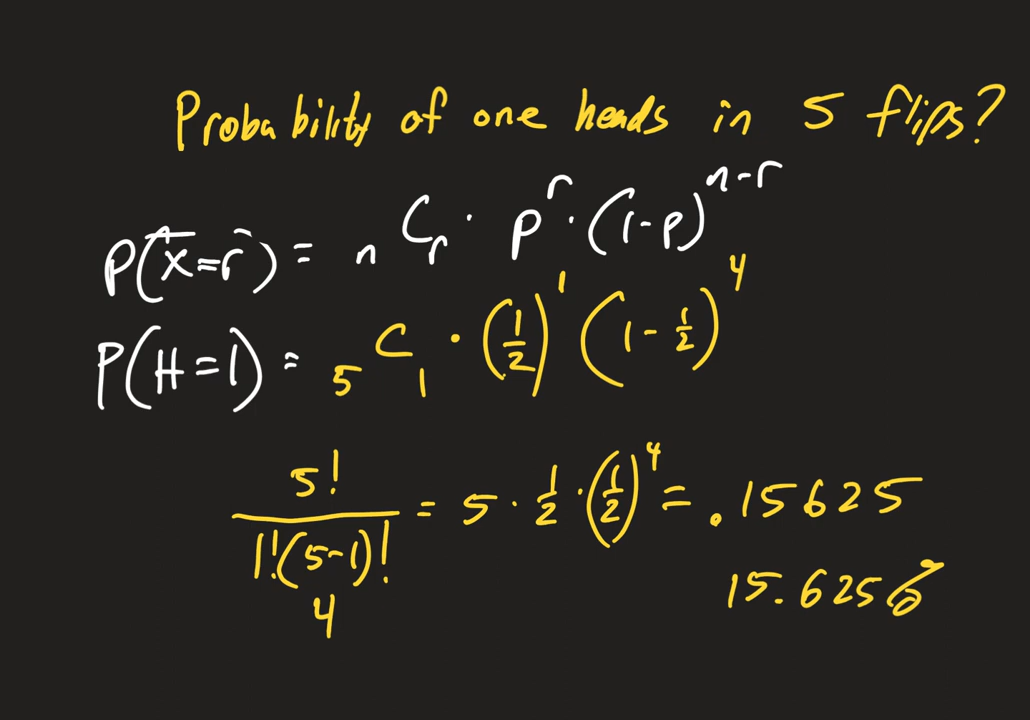 Probability of one heads in 5 flips?
P(x=r) = nCr · p^r · (1-p)^n-r
P(H=1) = 5C1 · (1/2)^1 (1 - 1/2)^4
5!/1!(5-1)! = 5 · 1/2 · (1/2)^4 = .15625
4
15.625%